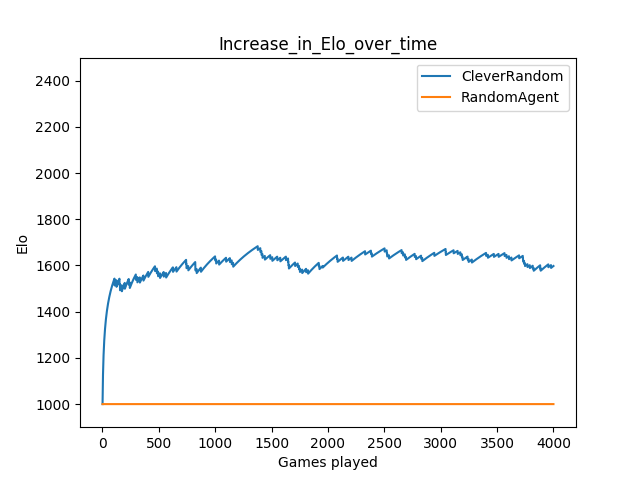 Increase_in_Elo_over_time
CleverRandom
RandomAgent
2400
2200
2000
1800
1600
1400
1200
1000
Elo
0 500 1000 1500 2000 2500 3000 3500 4000
Games played